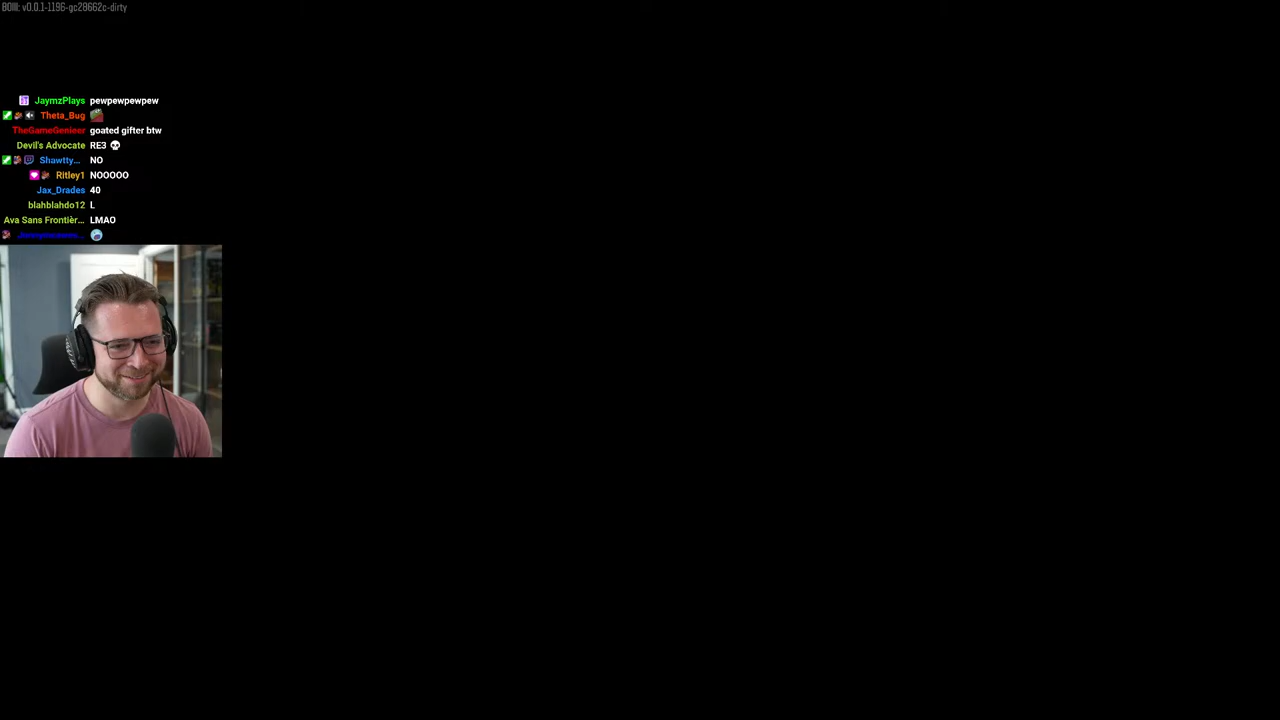 BOIII: v0.0.1-1196-gc28662c-dirty
JaymzPlays pewpewpewpew
Theta_Bug
TheGameGenieer goated gifter btw
Devil's Advocate RE3
Shawtty... NO
Ritley1 NOOOOO
Jax_Drades 40
blahblahdo12 L
Ava Sans Frontièr... LMAO